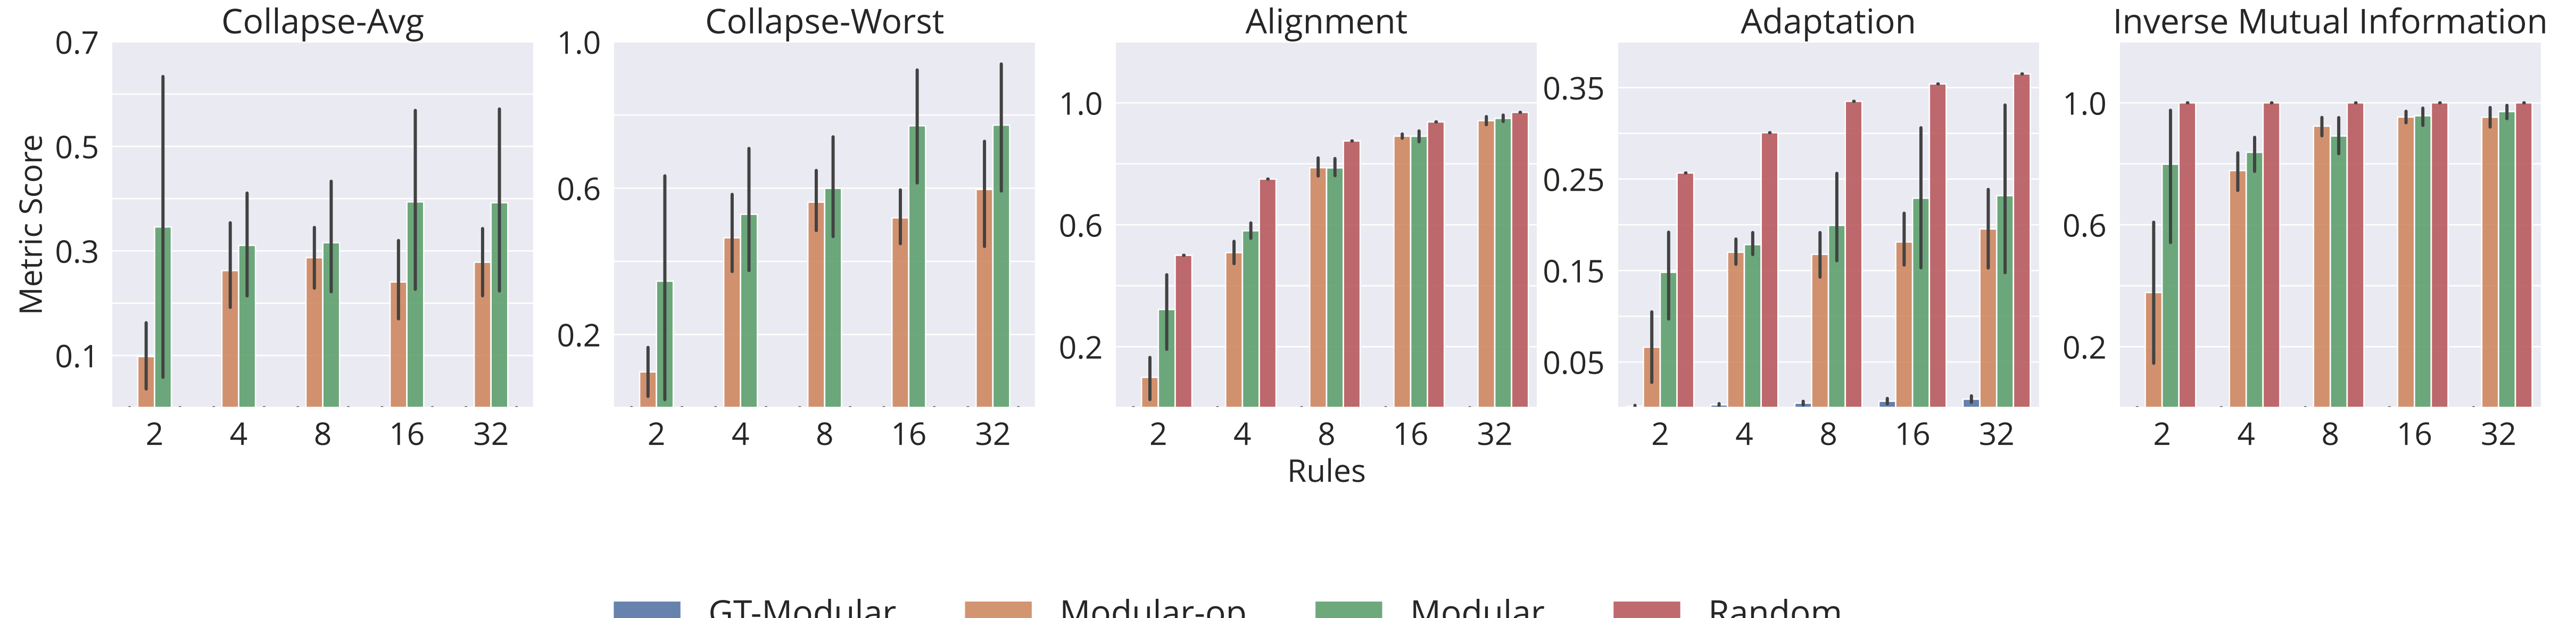 Collapse-Avg
Collapse-Worst
Alignment
Adaptation
Inverse Mutual Information
Metric Score
0.7
0.5
0.3
0.1
2 4 8 16 32
1.0
0.6
0.2
2 4 8 16 32
1.0
0.6
0.2
2 4 8 16 32
0.35
0.25
0.15
0.05
2 4 8 16 32
1.0
0.6
0.2
2 4 8 16 32
Rules
GT-Modular
Modular-op
Modular
Random